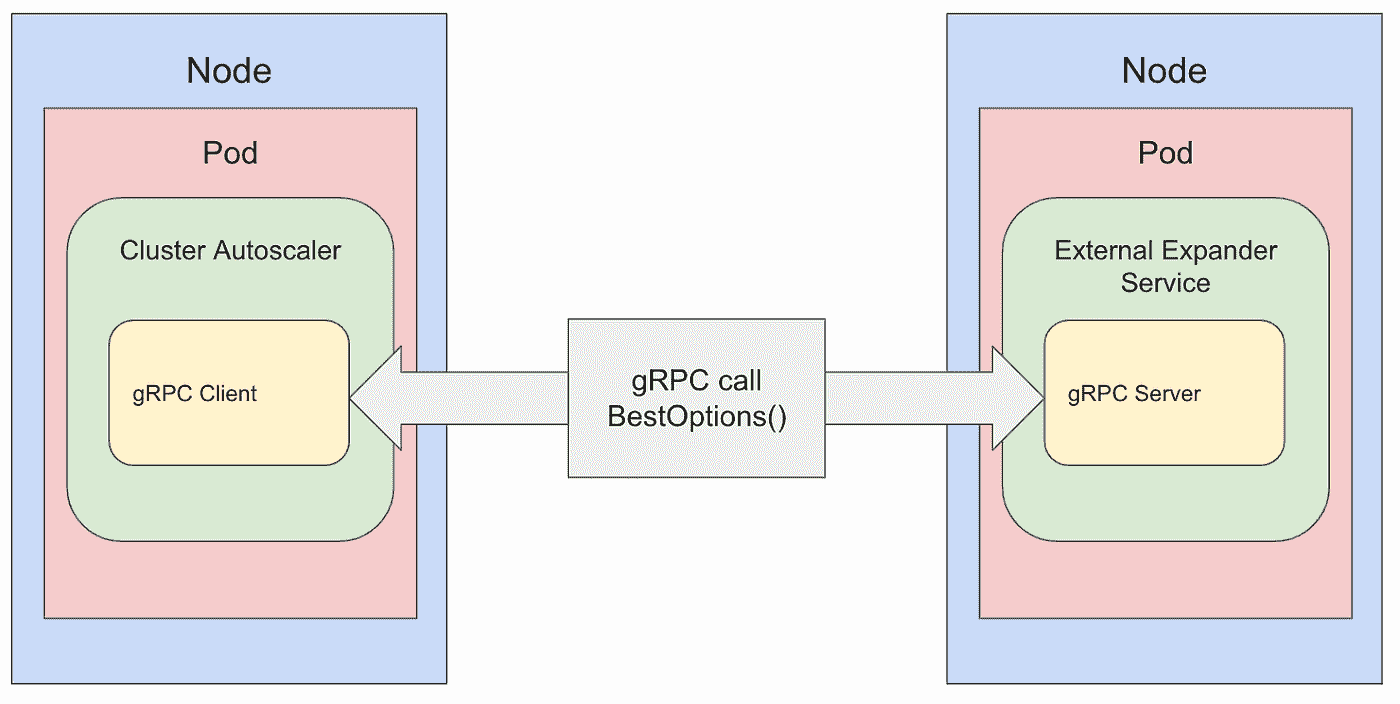 Node
Pod
Cluster Autoscaler
gRPC Client
gRPC call
BestOptions()
Node
Pod
External Expander
Service
gRPC Server